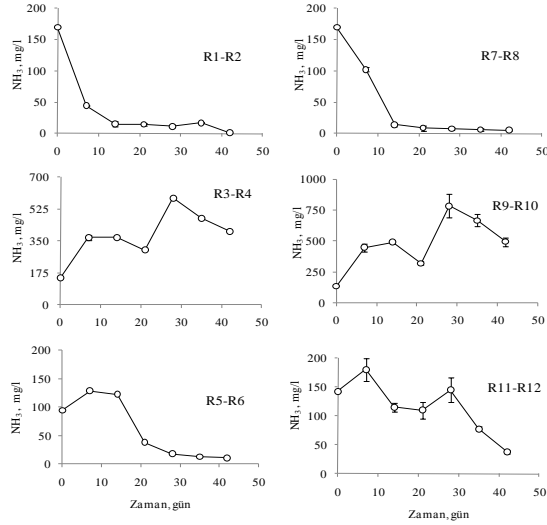 200
150
100
50
0
NH3, mg/l
R1-R2
0 10 20 30 40 50
200
150
100
50
0
NH3, mg/l
R7-R8
0 10 20 30 40 50
700
525
350
175
0
NH3, mg/l
R3-R4
0 10 20 30 40 50
1000
750
500
250
0
NH3, mg/l
R9-R10
0 10 20 30 40 50
200
150
100
50
0
NH3, mg/l
R5-R6
0 10 20 30 40 50
Zaman, gün
200
150
100
50
0
NH3, mg/l
R11-R12
0 10 20 30 40 50
Zaman, gün